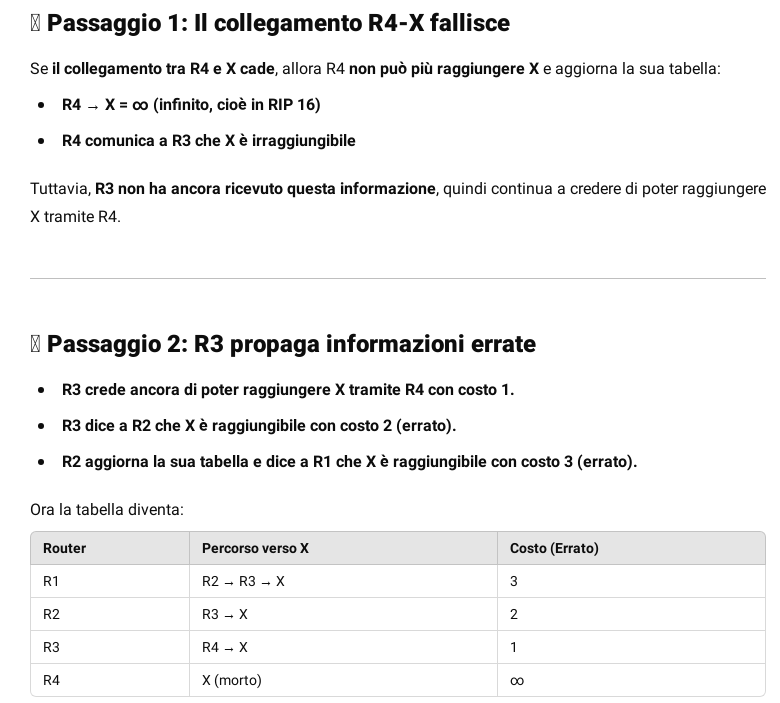 Passaggio 1: Il collegamento R4-X fallisce
Se il collegamento tra R4 e X cade, allora R4 non può più raggiungere X e aggiorna la sua tabella:
• R4 → X = ∞ (infinito, cioè in RIP 16)
• R4 comunica a R3 che X è irraggiungibile
Tuttavia, R3 non ha ancora ricevuto questa informazione, quindi continua a credere di poter raggiungere
X tramite R4.
Passaggio 2: R3 propaga informazioni errate
• R3 crede ancora di poter raggiungere X tramite R4 con costo 1.
• R3 dice a R2 che X è raggiungibile con costo 2 (errato).
• R2 aggiorna la sua tabella e dice a R1 che X è raggiungibile con costo 3 (errato).
Ora la tabella diventa:
Router Percorso verso X Costo (Errato)
R1 R2 → R3 → X 3
R2 R3 → X 2
R3 R4 → X 1
R4 X (morto) ∞